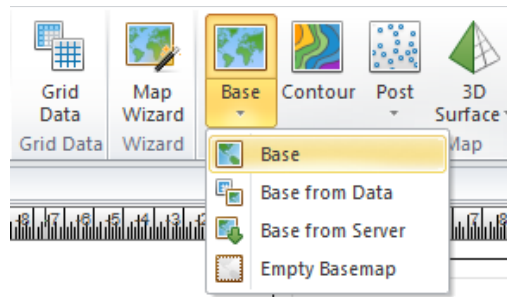 Grid Data
Map Wizard
Base
Contour
Post
3D Surface
Grid Data
Wizard
Map
Base
Base from Data
Base from Server
Empty Basemap